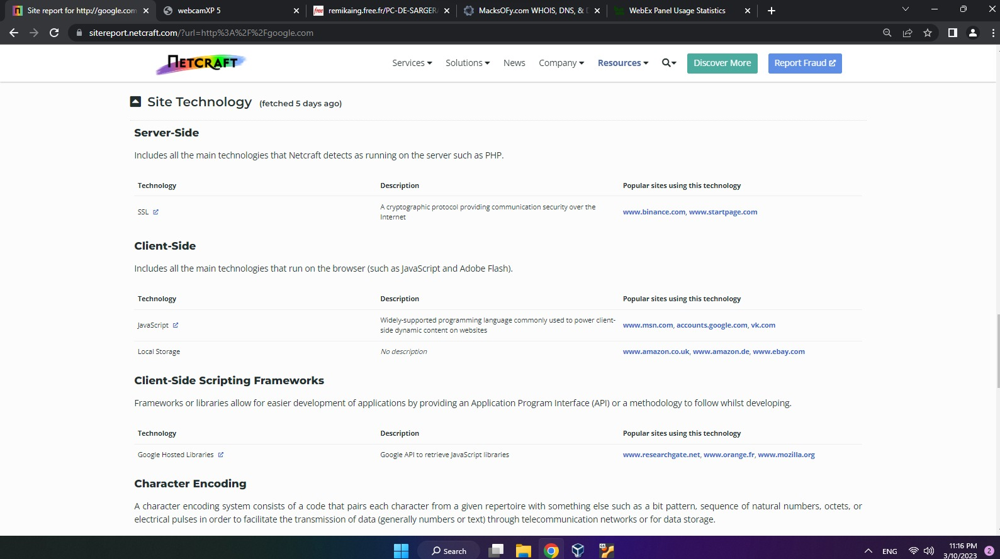 Site report for http://google.com
webcamXP 5
free remikaing.free.fr/PC-DE-SARGER
MacksOfy.com WHOIS, DNS, &
WebEx Panel Usage Statistics
sitereport.netcraft.com/?url=http%3A%2F%2Fgoogle.com
NETCRAFT
Services
Solutions
News
Company
Resources
Discover More
Report Fraud
Site Technology (fetched 5 days ago)
Server-Side
Includes all the main technologies that Netcraft detects as running on the server such as PHP.
Technology Description Popular sites using this technology
SSL
A cryptographic protocol providing communication security over the
Internet
www.binance.com, www.startpage.com
Client-Side
Includes all the main technologies that run on the browser (such as JavaScript and Adobe Flash).
Technology Description Popular sites using this technology
JavaScript
Widely-supported programming language commonly used to power client-
side dynamic content on websites
www.msn.com, accounts.google.com, vk.com
Local Storage No description www.amazon.co.uk, www.amazon.de, www.ebay.com
Client-Side Scripting Frameworks
Frameworks or libraries allow for easier development of applications by providing an Application Program Interface (API) or a methodology to follow whilst developing.
Technology Description Popular sites using this technology
Google Hosted Libraries Google API to retrieve JavaScript libraries www.researchgate.net, www.orange.fr, www.mozilla.org
Character Encoding
A character encoding system consists of a code that pairs each character from a given repertoire with something else such as a bit pattern, sequence of natural numbers, octets, or
electrical pulses in order to facilitate the transmission of data (generally numbers or text) through telecommunication networks or for data storage.
Search
ENG
11:16 PM
3/10/2023
2